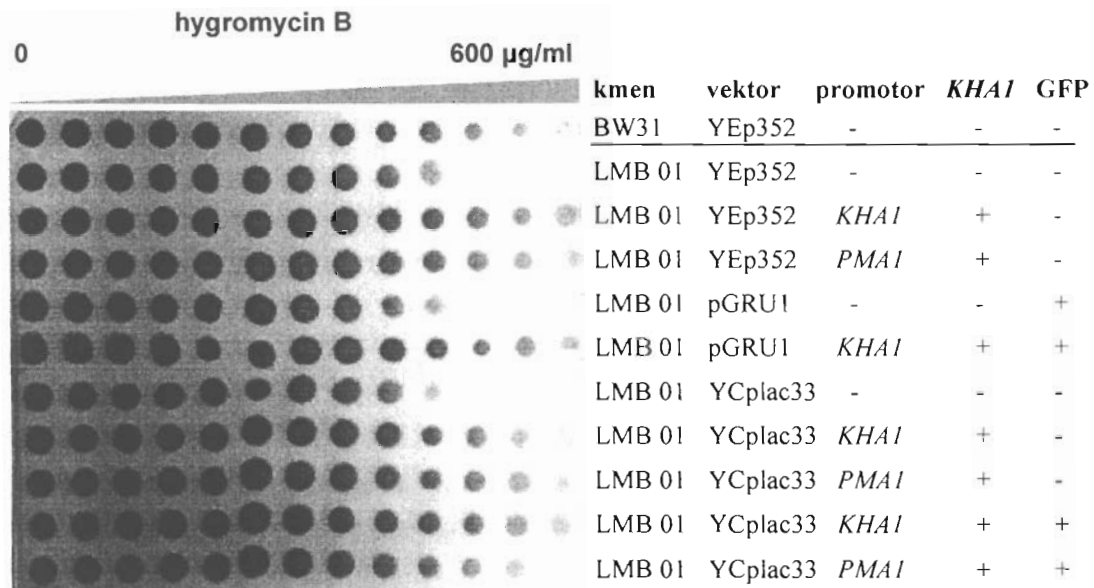 hygromycin B
0 600 µg/ml
kmen vektor promotor KHA1 GFP
BW31 YEp352 - - -
LMB 01 YEp352 - - -
LMB 01 YEp352 KHA1 + -
LMB 01 YEp352 PMA1 + -
LMB 01 pGRU1 - - +
LMB 01 pGRU1 KHA1 + +
LMB 01 YCplac33 - - -
LMB 01 YCplac33 KHA1 + -
LMB 01 YCplac33 PMA1 + -
LMB 01 YCplac33 KHA1 + +
LMB 01 YCplac33 PMA1 + +